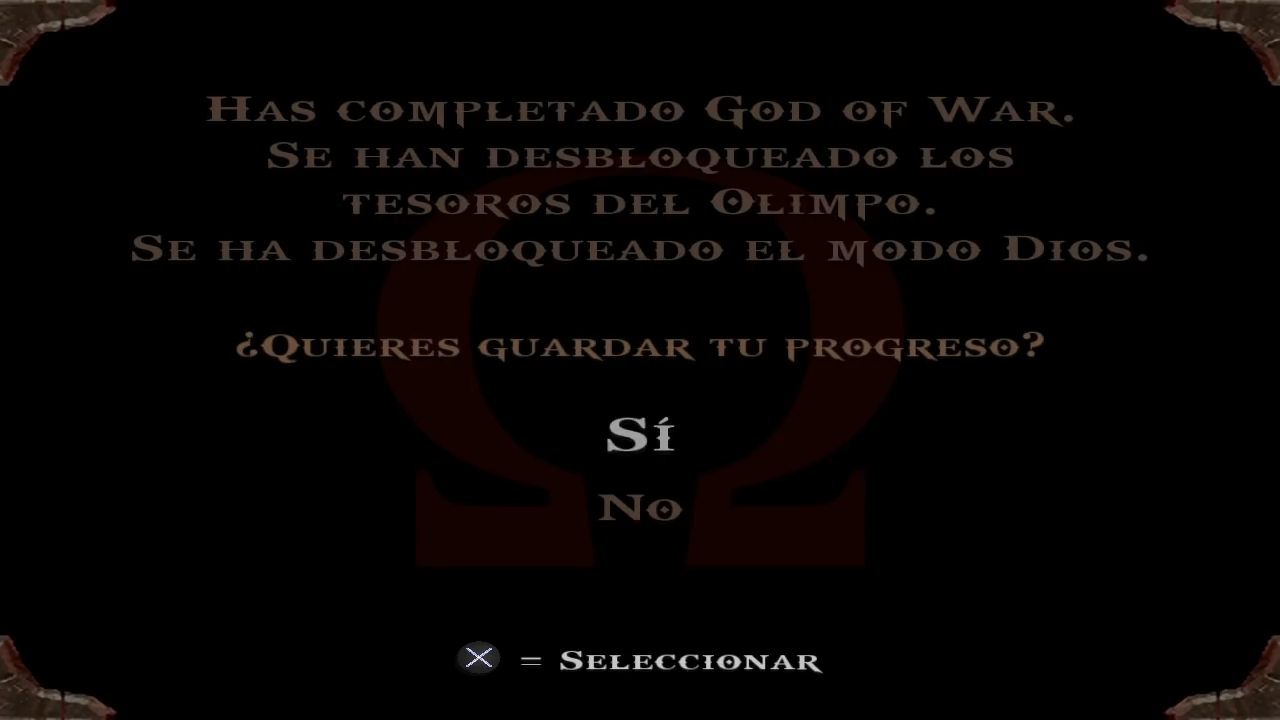 Has completado God of War.
Se han desbloqueado los
tesoros del Olimpo.
Se ha desbloqueado el modo Dios.
¿Quieres guardar tu progreso?
Sí
No
= Seleccionar